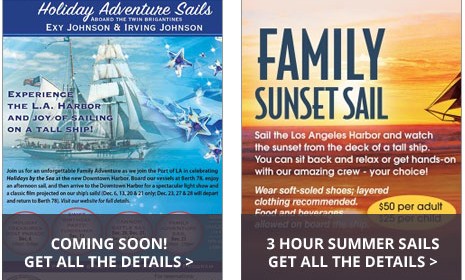 Holiday Adventure Sails
Aboard the Twin Brigantines
Exy Johnson & Irving Johnson
Experience
the L.A. Harbor
and joy of sailing
on a tall ship!
Join us for an unforgettable Family Adventure as we join the Port of LA in celebrating
Holidays by the Sea at the new Downtown Harbor. Board our vessels at Berth 78, enjoy
an afternoon sail, and then arrive to the Downtown Harbor for a spectacular light show and
a classic film projected on our ship's sails! (Dec. 6, 13, 20 & 21 only; Dec. 23, 27 & 28 will depart
and return to Berth 78). Visit our website for full details.
COMING SOON!
GET ALL THE DETAILS >
FAMILY
SUNSET SAIL
Sail the Los Angeles Harbor and watch
the sunset from the deck of a tall ship.
You can sit back and relax or get hands-on
with our amazing crew - your choice!
Wear soft-soled shoes; layered
clothing recommended.
Food and beverages
allowed on board
$50 per adult
$25 per child
3 HOUR SUMMER SAILS
GET ALL THE DETAILS >